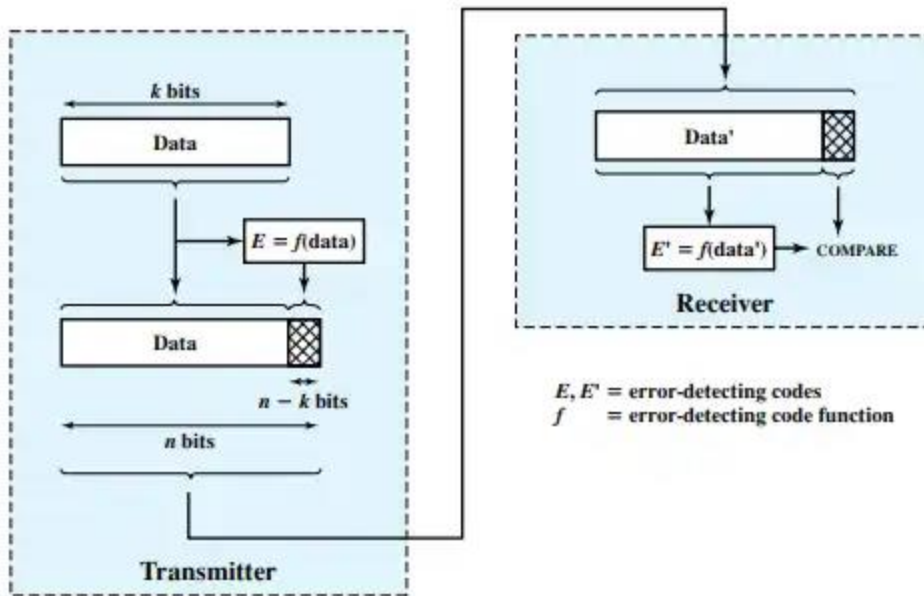 k bits
Data
E = f(data)
Data
n − k bits
n bits
Transmitter
Data'
E' = f(data')
COMPARE
Receiver
E, E' = error-detecting codes
f = error-detecting code function